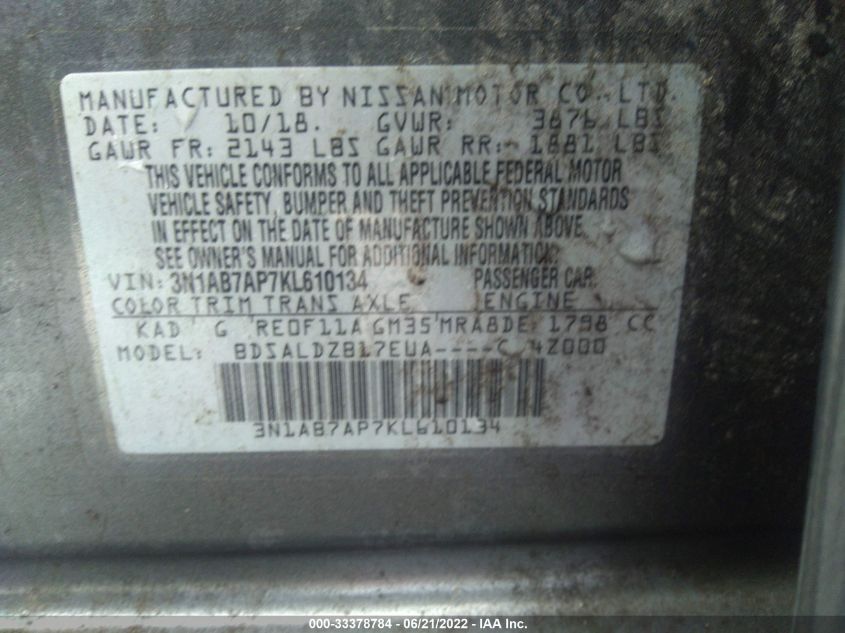 MANUFACTURED BY NISSAN MOTOR CO., LTD.
DATE: 10/18. GVWR: 3676 LBS
GAWR FR: 2143 LBS GAWR RR: 1881 LBS
THIS VEHICLE CONFORMS TO ALL APPLICABLE FEDERAL MOTOR
VEHICLE SAFETY, BUMPER AND THEFT PREVENTION STANDARDS
IN EFFECT ON THE DATE OF MANUFACTURE SHOWN ABOVE.
SEE OWNER'S MANUAL FOR ADDITIONAL INFORMATION.
VIN: 3N1AB7AP7KL610134 PASSENGER CAR
COLOR TRIM TRANS AXLE ENGINE
KAD G RE0F11A GM35 MRA8DE 1798 CC
MODEL: BDSALDZB17EUA----C 4Z000
3N1AB7AP7KL610134
000-33378784 - 06/21/2022 - IAA Inc.